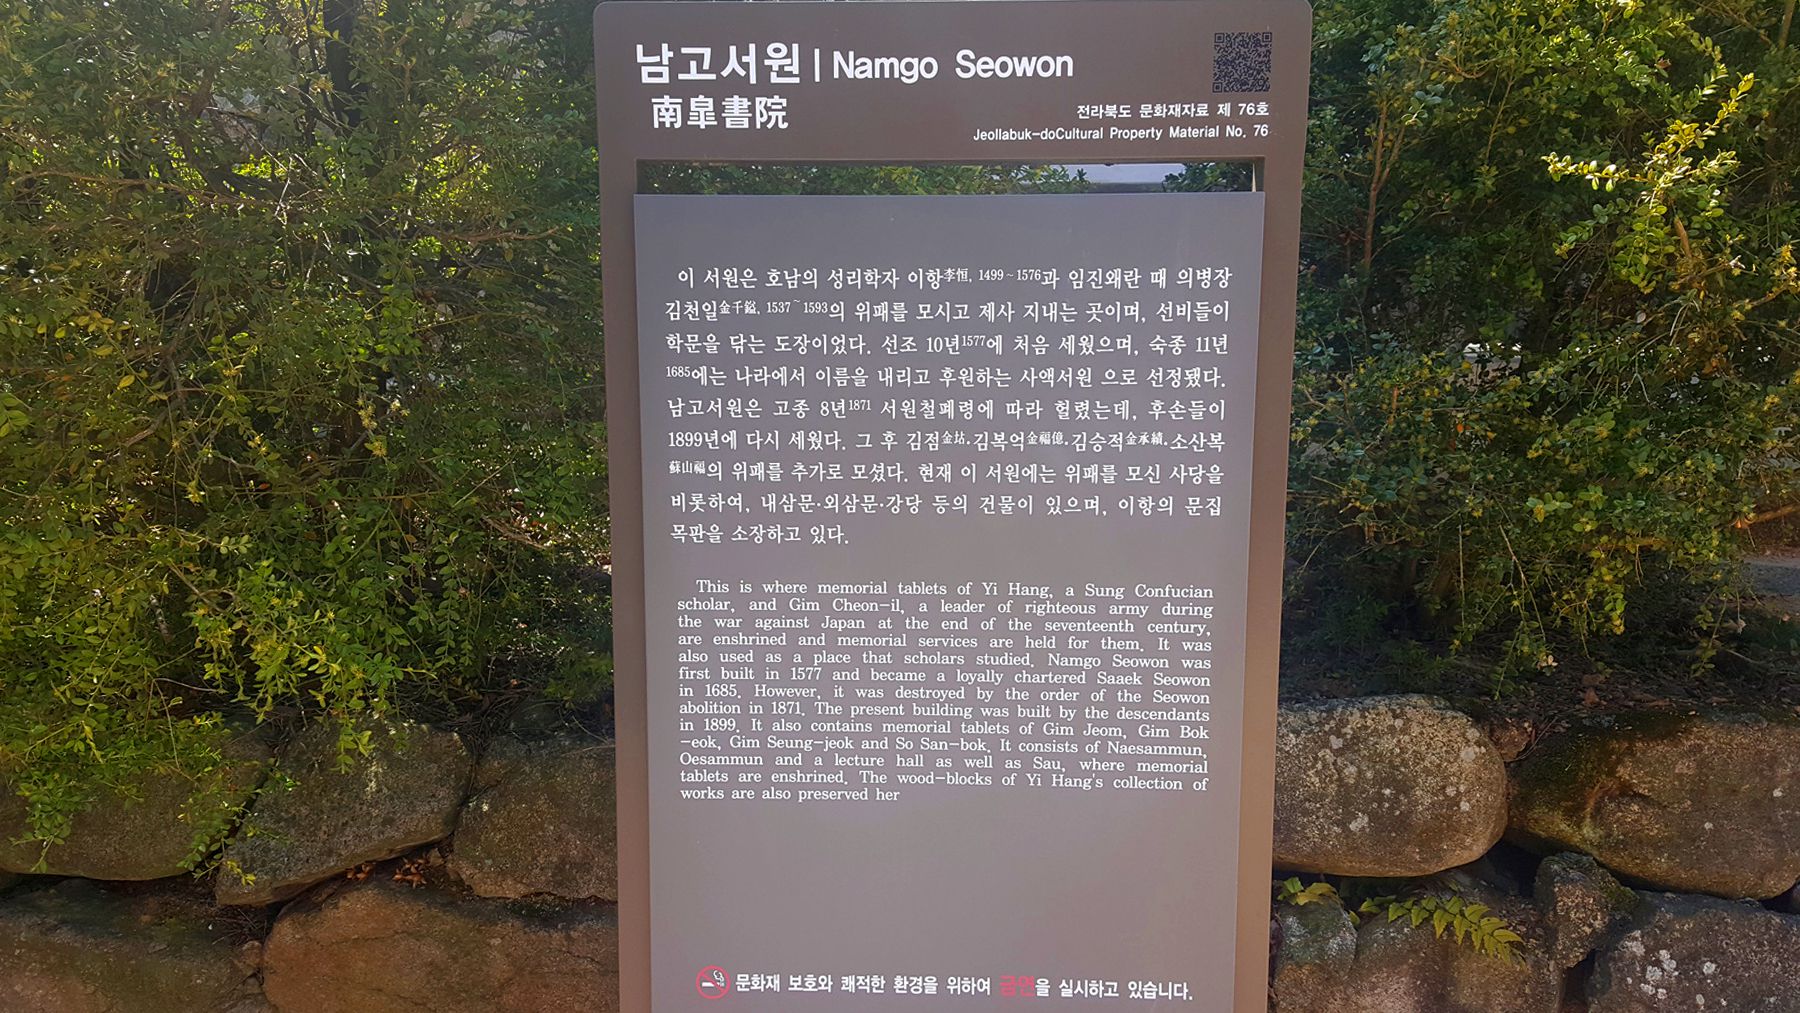 남고서원 | Namgo Seowon
南皐書院
전라북도 문화재자료 제 76호
Jeollabuk-doCultural Property Material No. 76
이 서원은 호남의 성리학자 이항李恒, 1499~1576과 임진왜란 때 의병장
김천일金千鎰, 1537~1593의 위패를 모시고 제사 지내는 곳이며, 선비들이
학문을 닦는 도장이었다. 선조 10년1577에 처음 세웠으며, 숙종 11년
1685에는 나라에서 이름을 내리고 후원하는 사액서원 으로 선정됐다.
남고서원은 고종 8년1871 서원철폐령에 따라 헐렸는데, 후손들이
1899년에 다시 세웠다. 그 후 김점金坫·김복억金福億·김승적金承績·소산복
蘇山福의 위패를 추가로 모셨다. 현재 이 서원에는 위패를 모신 사당을
비롯하여, 내삼문·외삼문·강당 등의 건물이 있으며, 이항의 문집
목판을 소장하고 있다.
This is where memorial tablets of Yi Hang, a Sung Confucian
scholar, and Gim Cheon-il, a leader of righteous army during
the war against Japan at the end of the seventeenth century,
are enshrined and memorial services are held for them. It was
also used as a place that scholars studied. Namgo Seowon was
first built in 1577 and became a loyally chartered Saaek Seowon
in 1685. However, it was destroyed by the order of the Seowon
abolition in 1871. The present building was built by the descendants
in 1899. It also contains memorial tablets of Gim Jeom, Gim Bok
-eok, Gim Seung-jeok and So San-bok. It consists of Naesammun,
Oesammun and a lecture hall as well as Sau, where memorial
tablets are enshrined. The wood-blocks of Yi Hang's collection of
works are also preserved her
문화재 보호와 쾌적한 환경을 위하여 금연을 실시하고 있습니다.